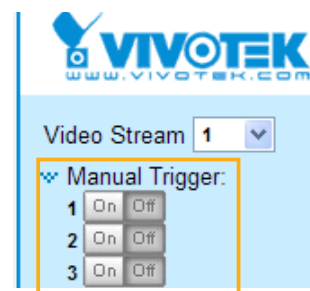 VIVOTEK
www.vivotek.com
Video Stream 1
Manual Trigger:
1 On Off
2 On Off
3 On Off